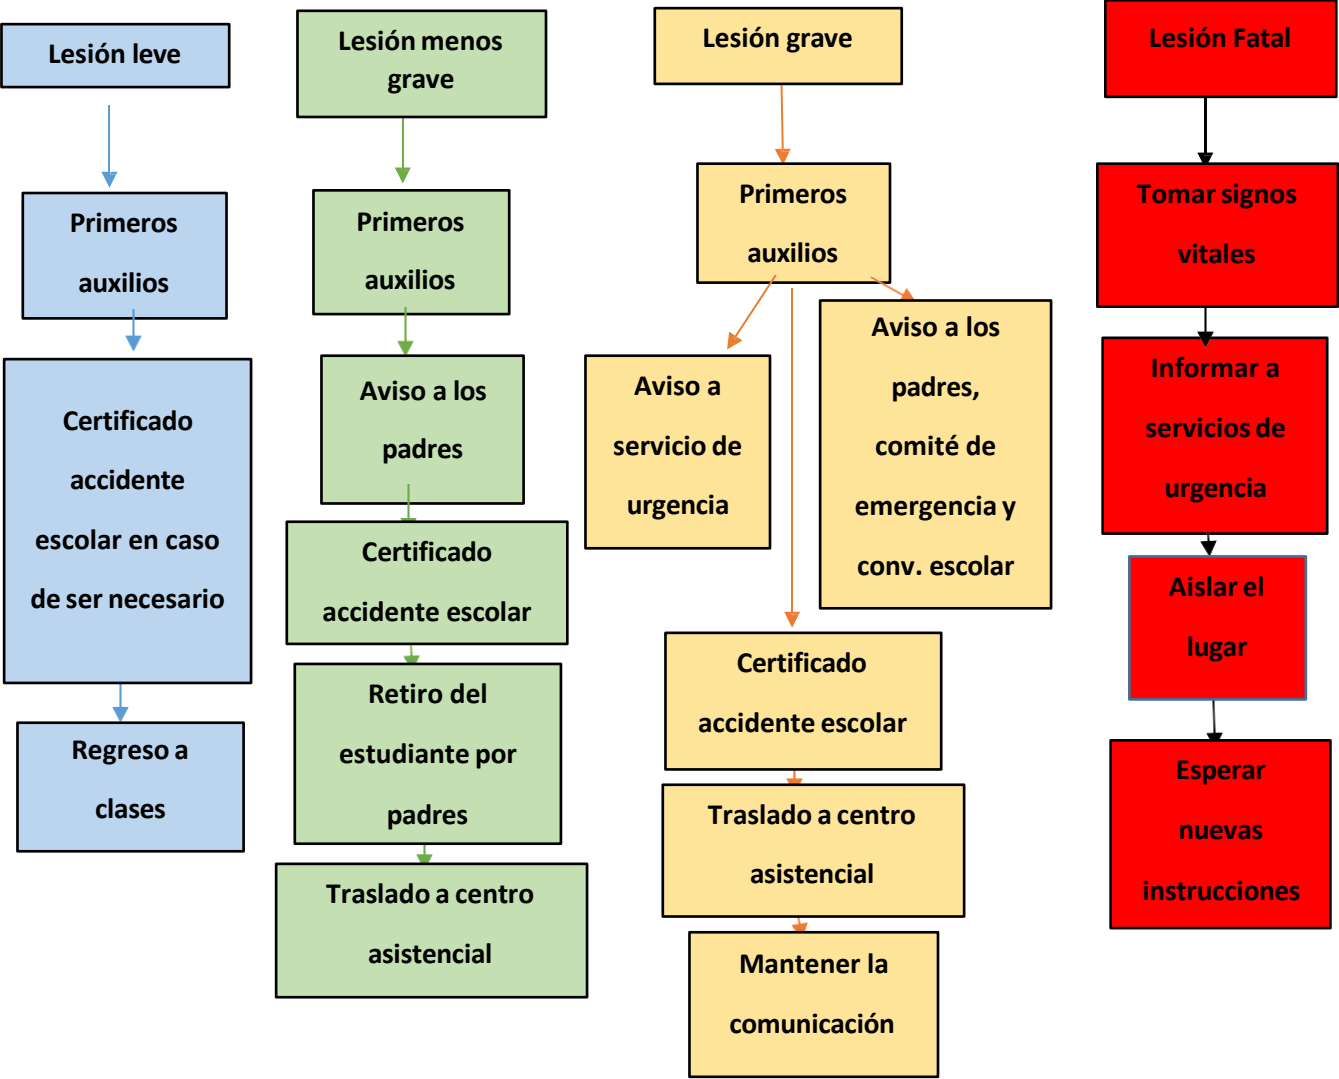 Lesión leve
Primeros
auxilios
Certificado
accidente
escolar en caso
de ser necesario
Regreso a
clases
Lesión menos
grave
Primeros
auxilios
Aviso a los
padres
Certificado
accidente escolar
Retiro del
estudiante por
padres
Traslado a centro
asistencial
Lesión grave
Primeros
auxilios
Aviso a
servicio de
urgencia
Aviso a los
padres,
comité de
emergencia y
conv. escolar
Certificado
accidente escolar
Traslado a centro
asistencial
Mantener la
comunicación
Lesión Fatal
Tomar signos
vitales
Informar a
servicios de
urgencia
Aislar el
lugar
Esperar
nuevas
instrucciones